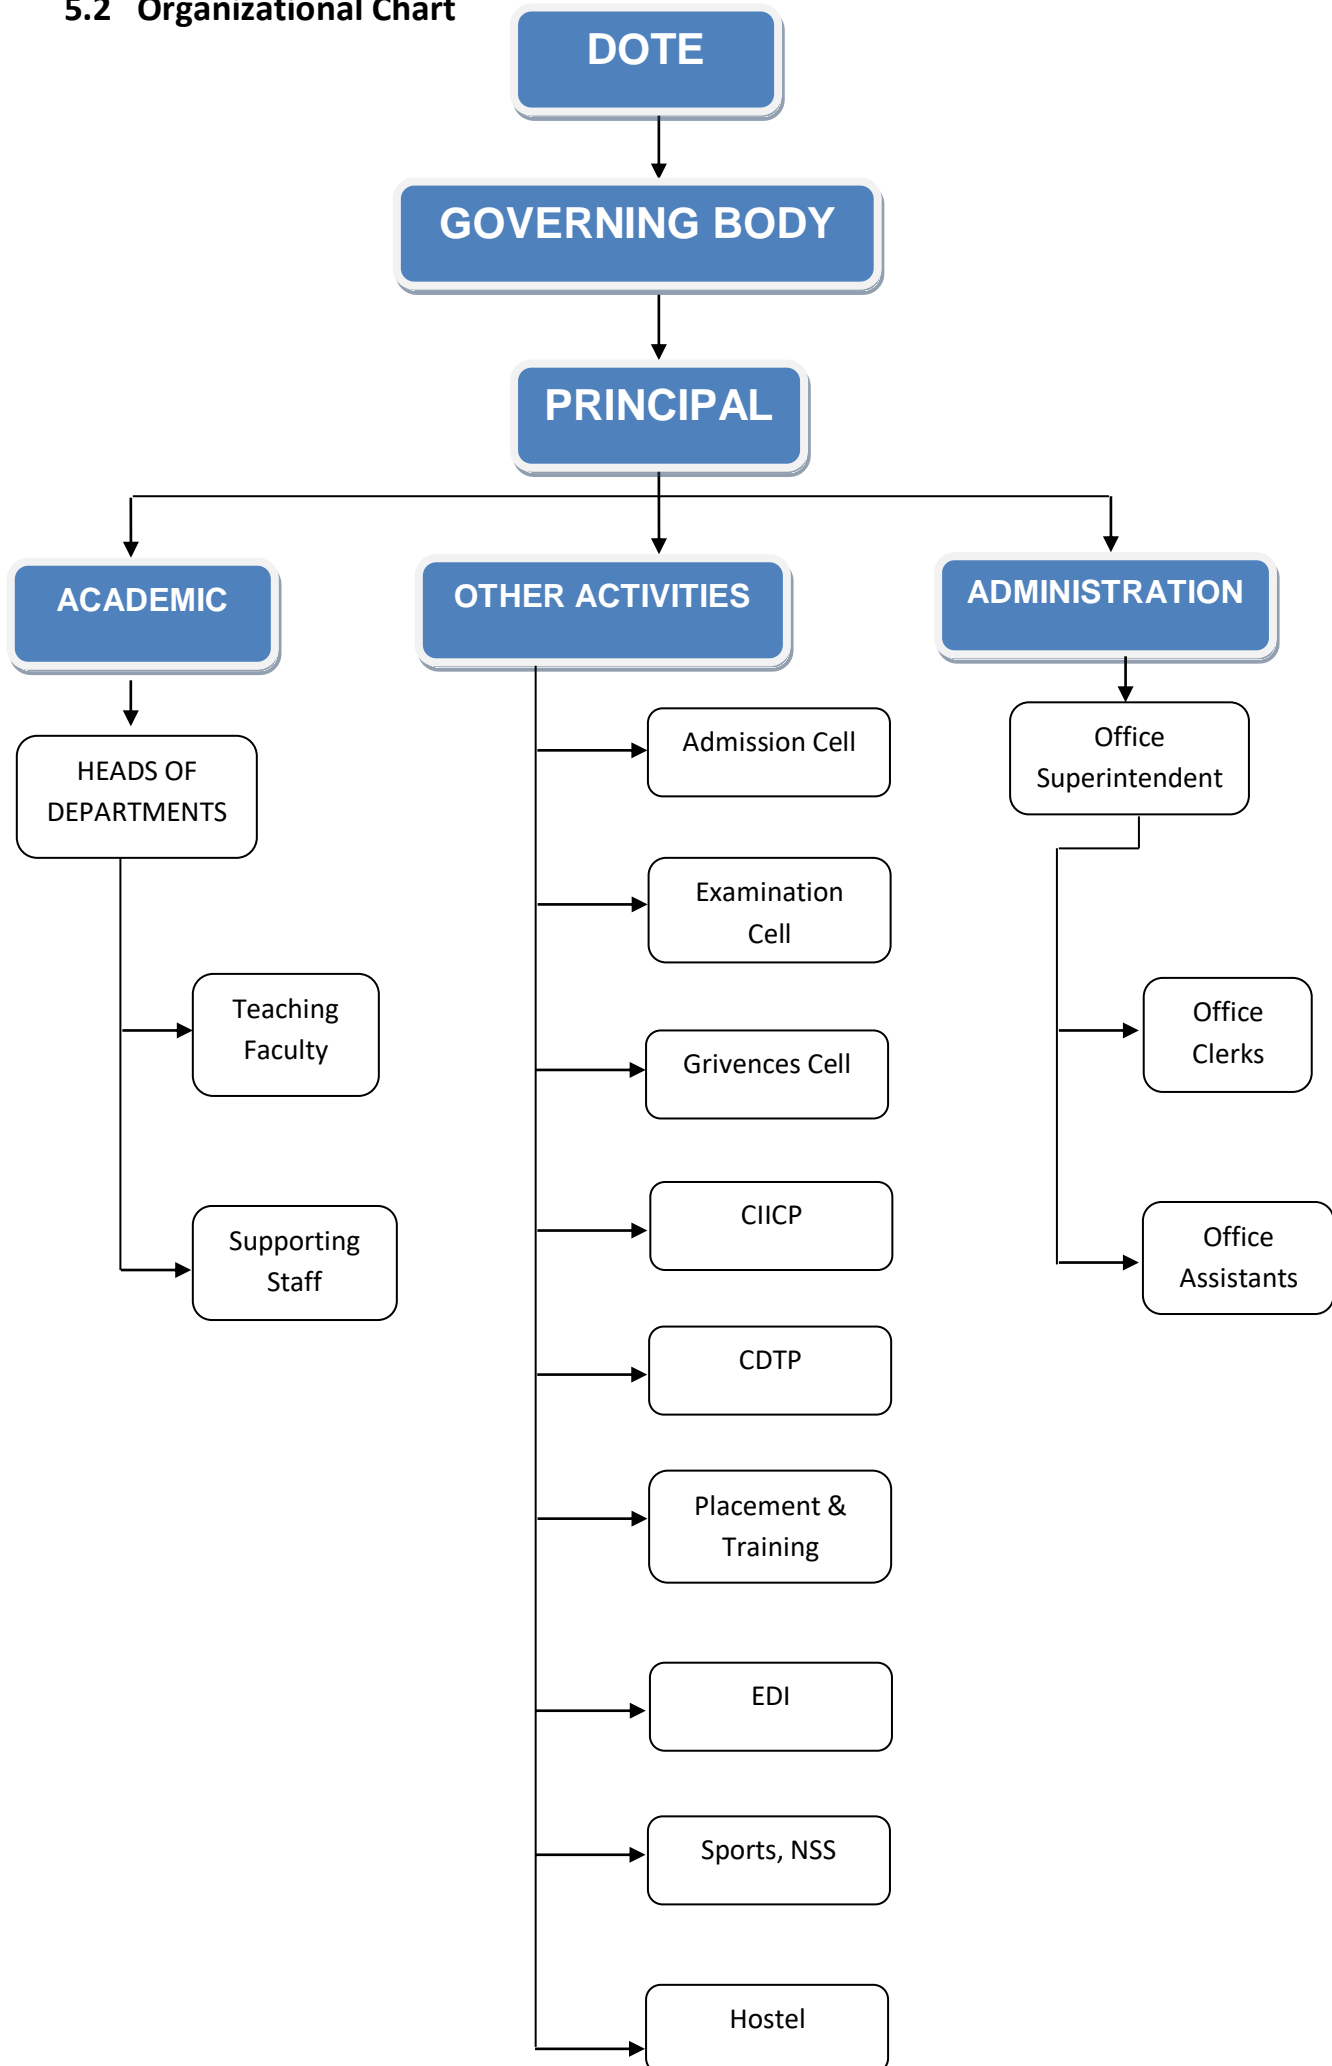 5.2 Organizational Chart
DOTE
GOVERNING BODY
PRINCIPAL
ACADEMIC
OTHER ACTIVITIES
ADMINISTRATION
HEADS OF
DEPARTMENTS
Teaching
Faculty
Supporting
Staff
Admission Cell
Examination
Cell
Grivences Cell
CIICP
CDTP
Placement &
Training
EDI
Sports, NSS
Hostel
Office
Superintendent
Office
Clerks
Office
Assistants